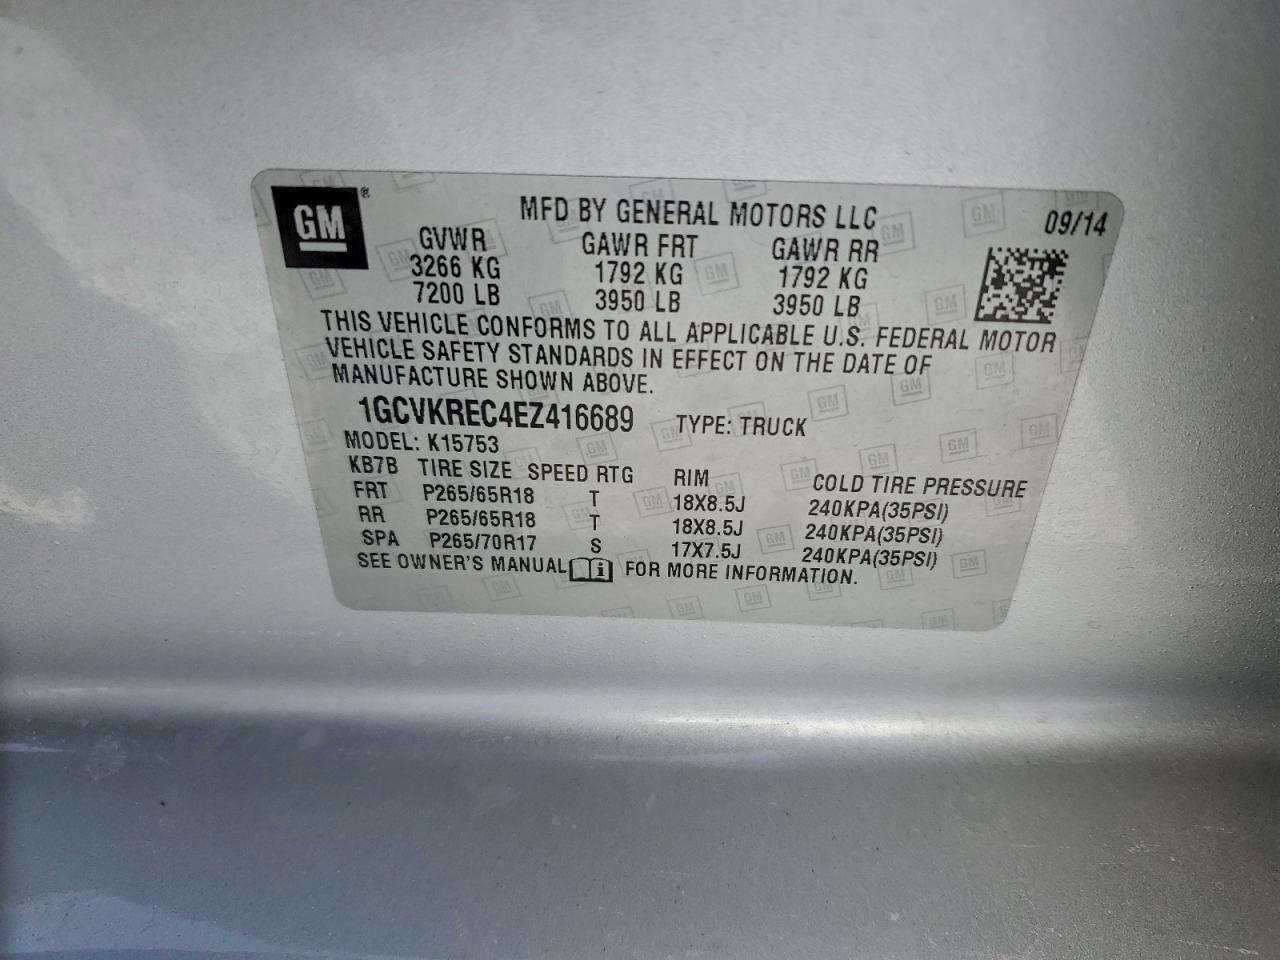 GM®
MFD BY GENERAL MOTORS LLC 09/14
GVWR GAWR FRT GAWR RR
3266 KG 1792 KG 1792 KG
7200 LB 3950 LB 3950 LB
THIS VEHICLE CONFORMS TO ALL APPLICABLE U.S. FEDERAL MOTOR
VEHICLE SAFETY STANDARDS IN EFFECT ON THE DATE OF
MANUFACTURE SHOWN ABOVE.
1GCVKREC4EZ416689 TYPE: TRUCK
MODEL: K15753
KB7B TIRE SIZE SPEED RTG RIM COLD TIRE PRESSURE
FRT P265/65R18 T 18X8.5J 240KPA(35PSI)
RR P265/65R18 T 18X8.5J 240KPA(35PSI)
SPA P265/70R17 S 17X7.5J 240KPA(35PSI)
SEE OWNER'S MANUAL i FOR MORE INFORMATION.